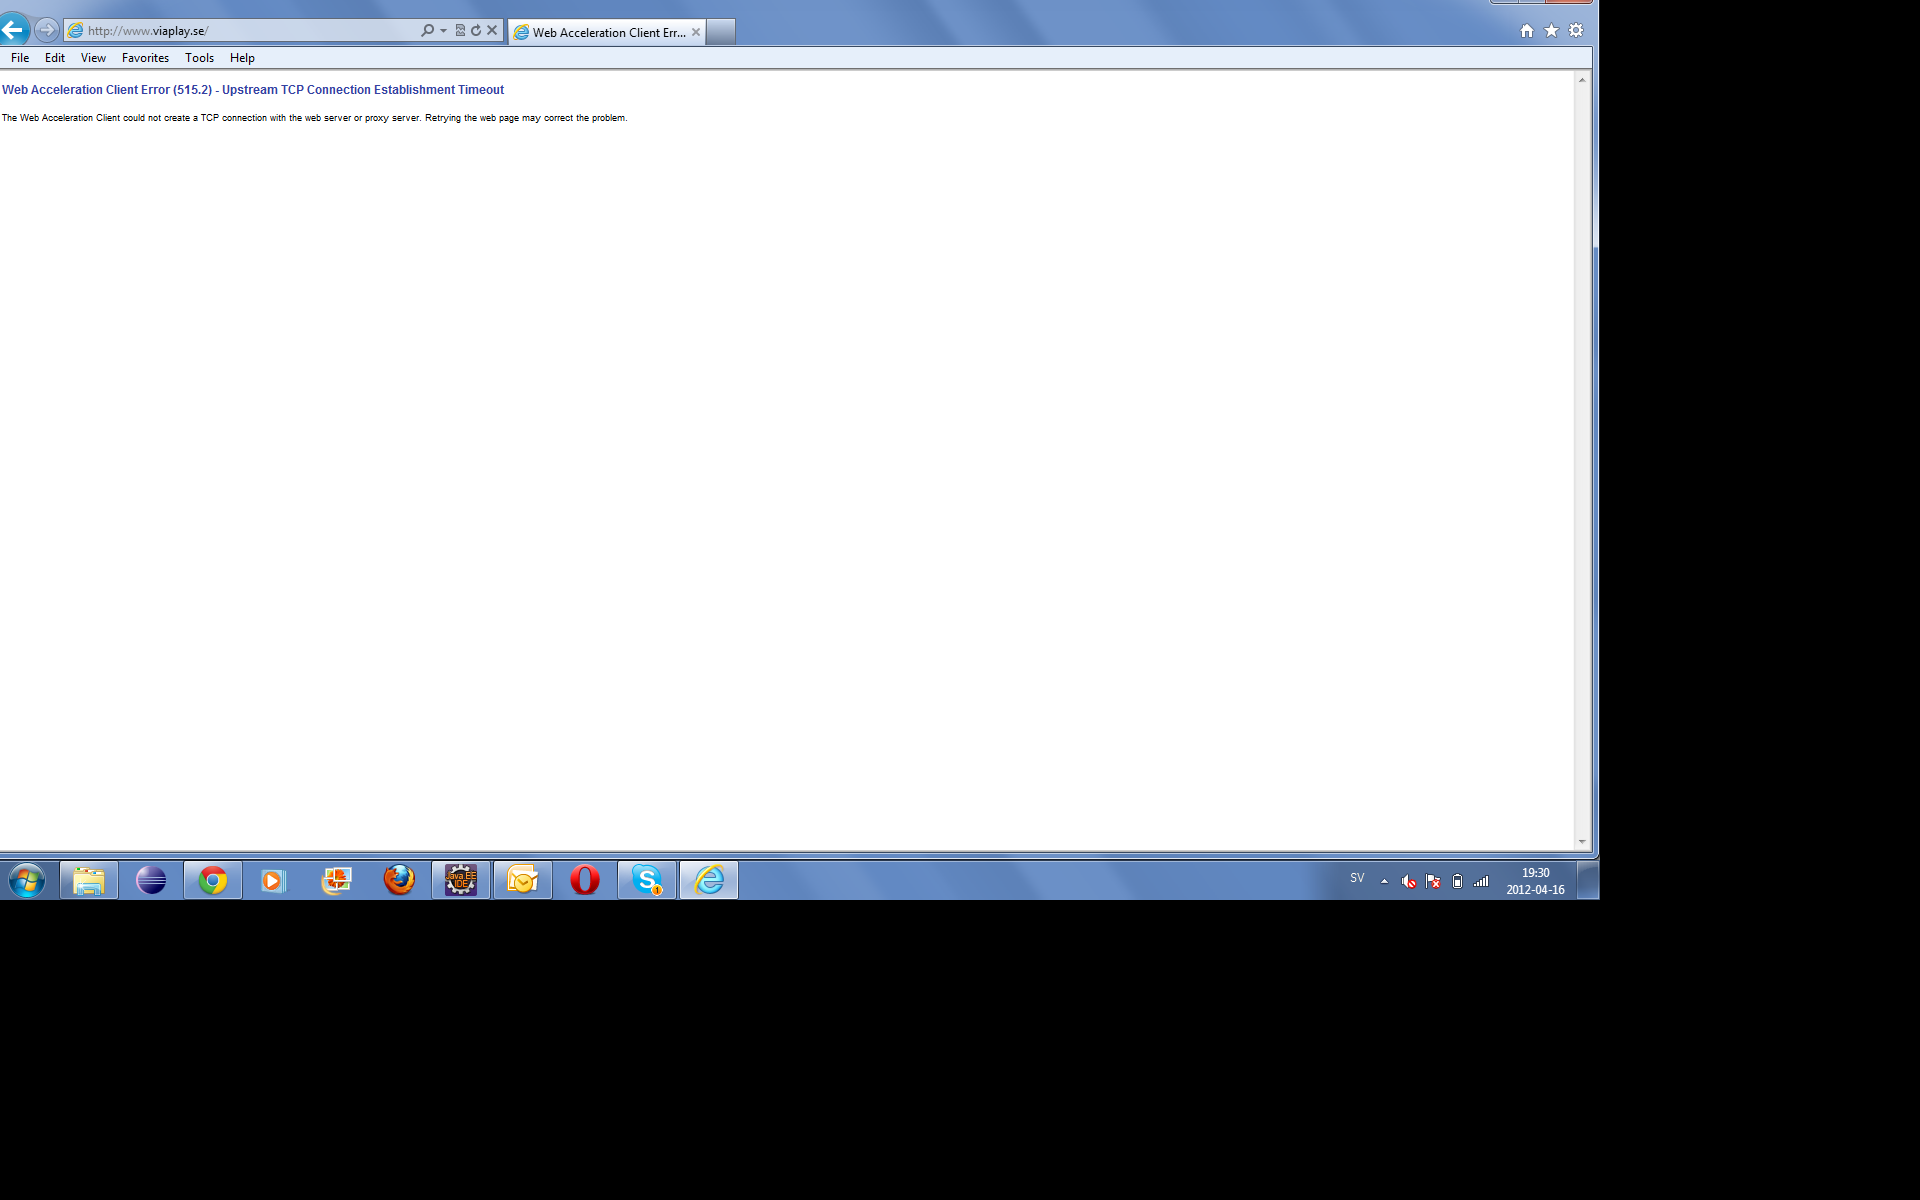 http://www.viaplay.se/
Web Acceleration Client Err...
File Edit View Favorites Tools Help
Web Acceleration Client Error (515.2) - Upstream TCP Connection Establishment Timeout
The Web Acceleration Client could not create a TCP connection with the web server or proxy server. Retrying the web page may correct the problem.
Java EE
IDE
SV
19:30
2012-04-16